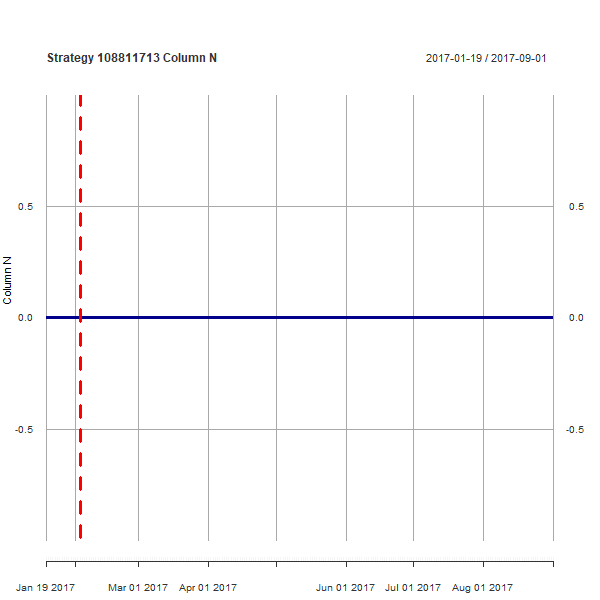 Strategy 108811713 Column N
2017-01-19 / 2017-09-01
0.5
0.5
Column N
0.0
0.0
-0.5
-0.5
Jan 19 2017
Mar 01 2017
Apr 01 2017
Jun 01 2017
Jul 01 2017
Aug 01 2017